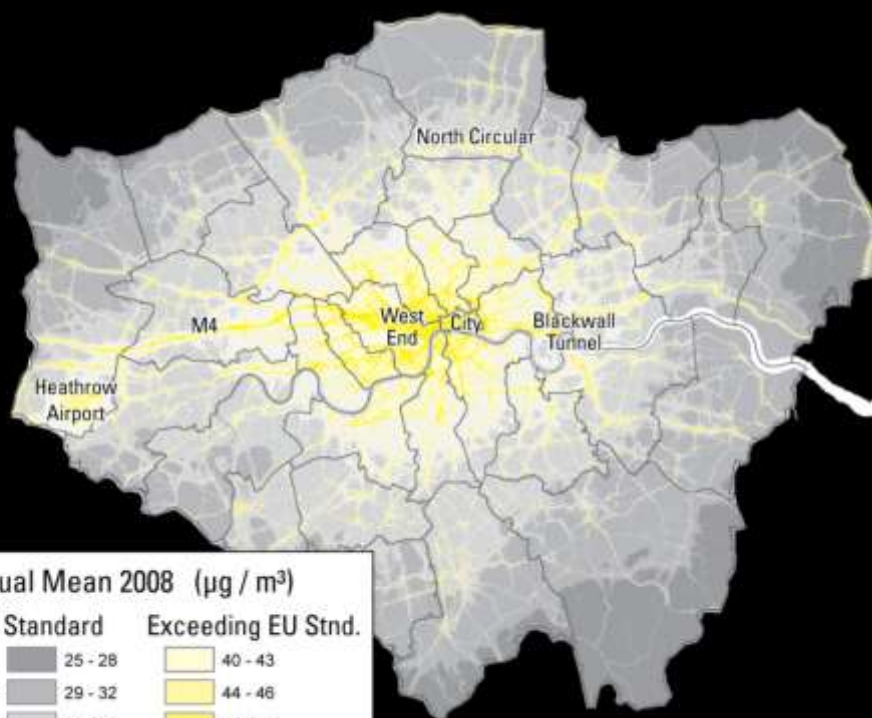 North Circular
West
End
City
Blackwall
Tunnel
M4
Heathrow
Airport
Mean 2008 (µg / m³)
Standard Exceeding EU Stnd.
25 - 28 40 - 43
29 - 32 44 - 46